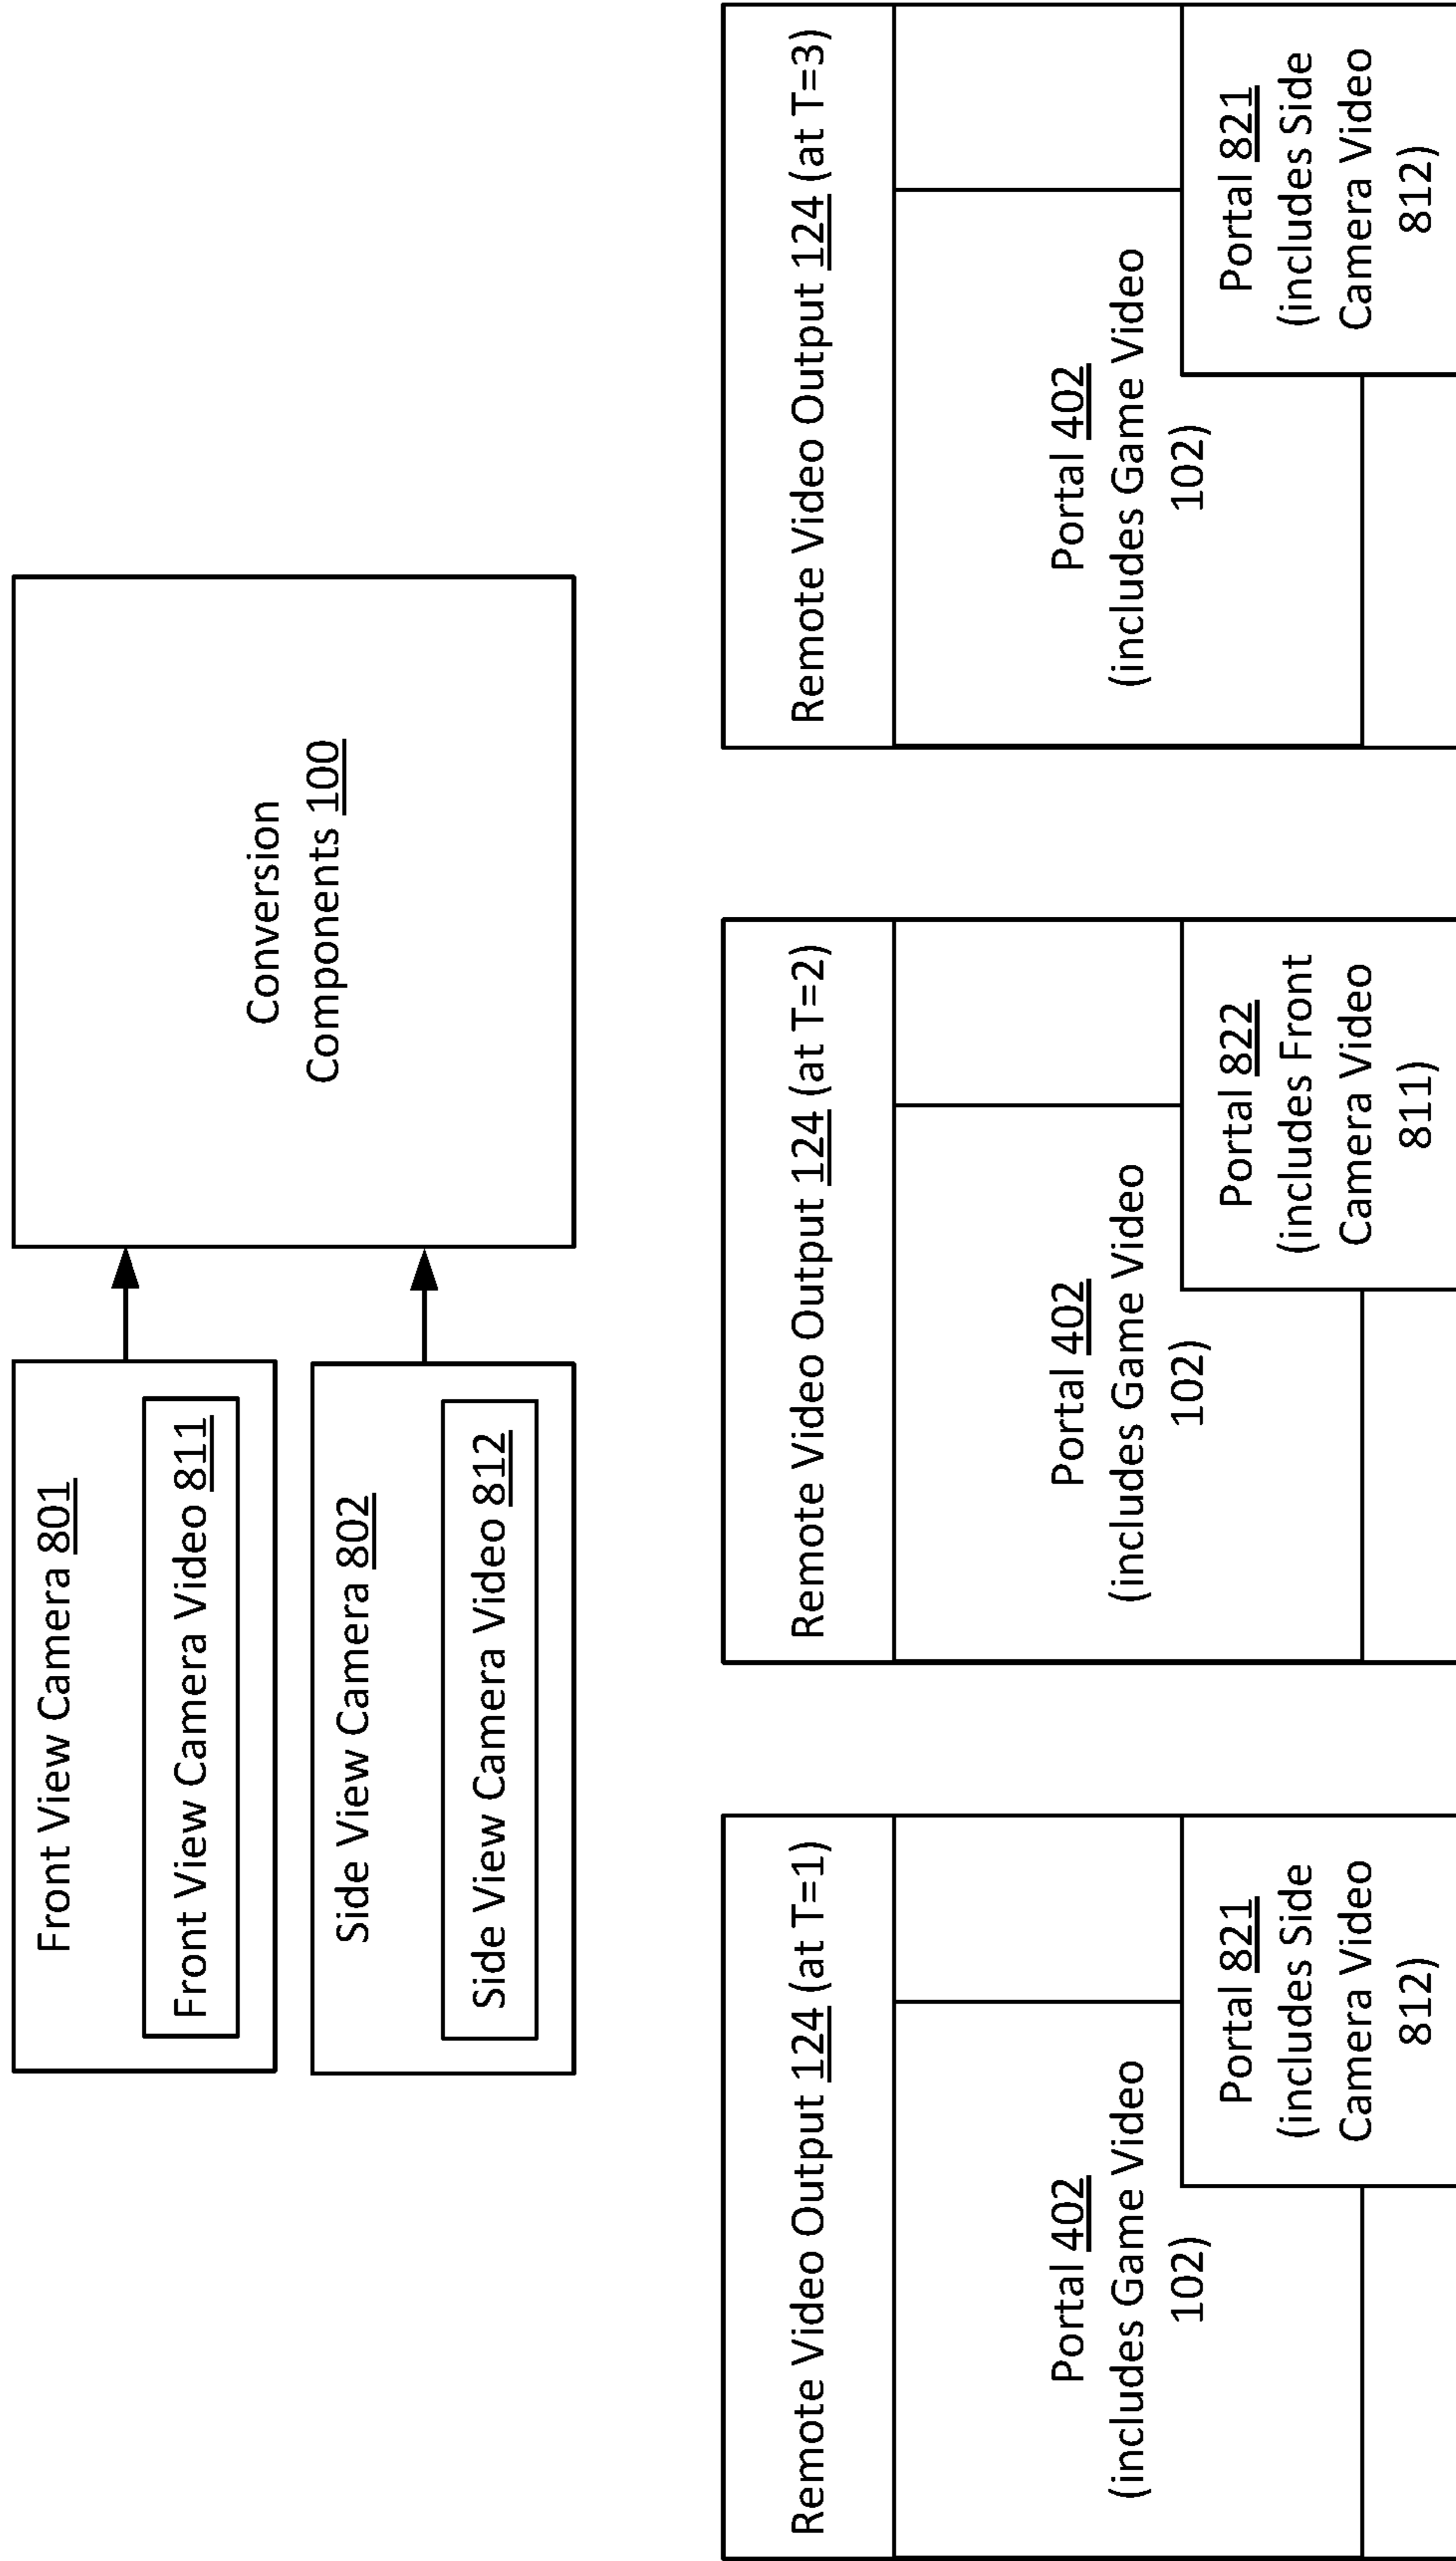 Front View Camera 801
Front View Camera Video 811
Side View Camera 802
Side View Camera Video 812
Conversion
Components 100
Remote Video Output 124 (at T=1)
Portal 402
(includes Game Video
102)
Portal 821
(includes Side
Camera Video
812)
Remote Video Output 124 (at T=2)
Portal 402
(includes Game Video
102)
Portal 822
(includes Front
Camera Video
811)
Remote Video Output 124 (at T=3)
Portal 402
(includes Game Video
102)
Portal 821
(includes Side
Camera Video
812)